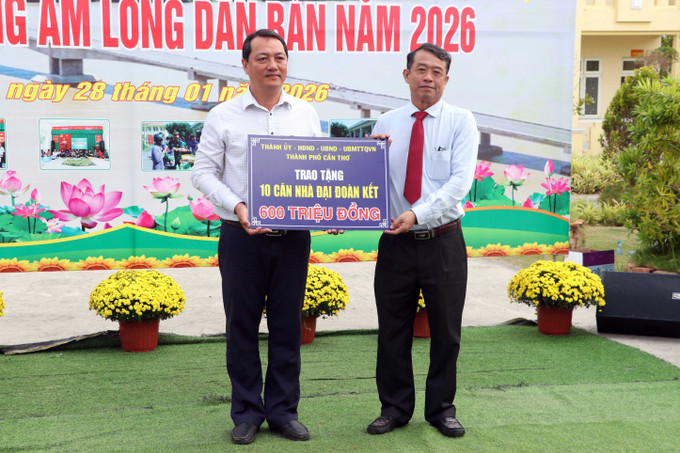 ẤM LÒNG DÂN BẢN NĂM 2026
ngày 28 tháng 01 năm 2026
THÀNH ỦY - HĐND - UBND - UBMTTQVN
THÀNH PHỐ CẦN THƠ
TRAO TẶNG
10 CĂN NHÀ ĐẠI ĐOÀN KẾT
600 TRIỆU ĐỒNG